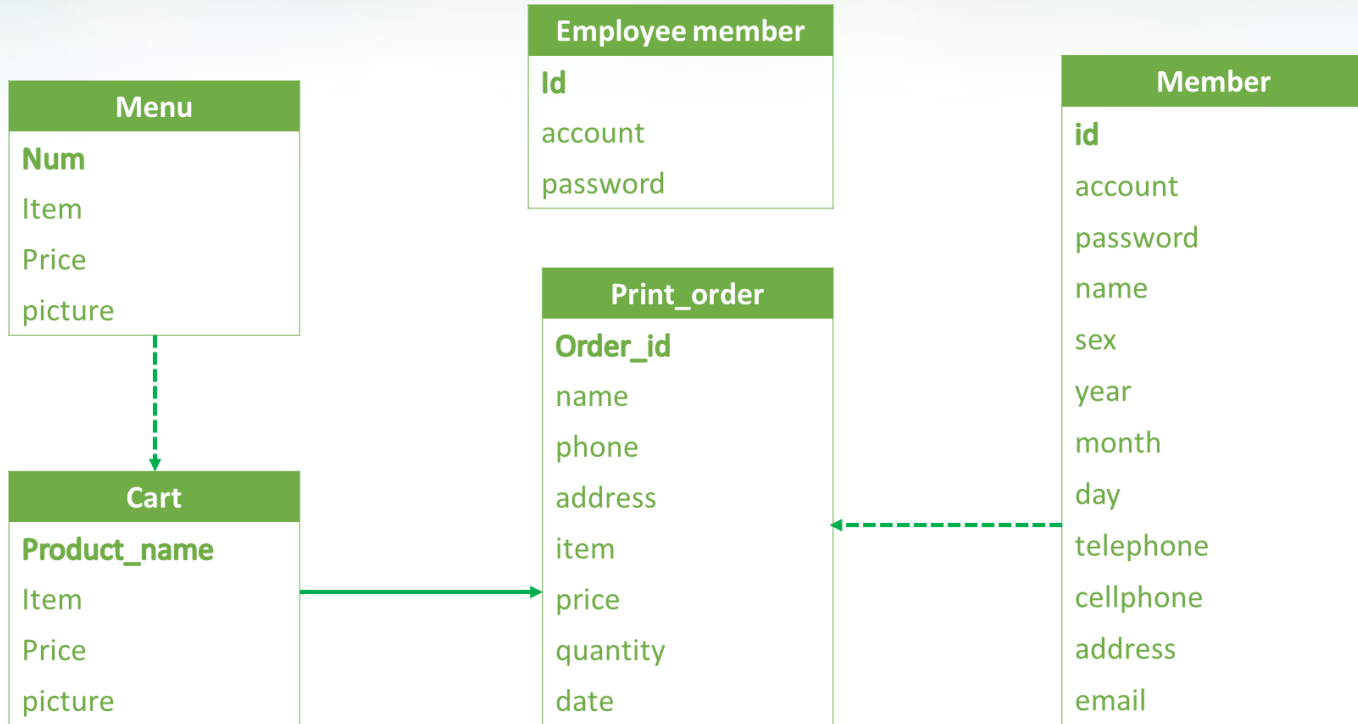 Employee member
Id
account
password
Menu
Num
Item
Price
picture
Member
id
account
password
name
sex
year
month
day
telephone
cellphone
address
email
Print_order
Order_id
name
phone
address
item
price
quantity
date
Cart
Product_name
Item
Price
picture